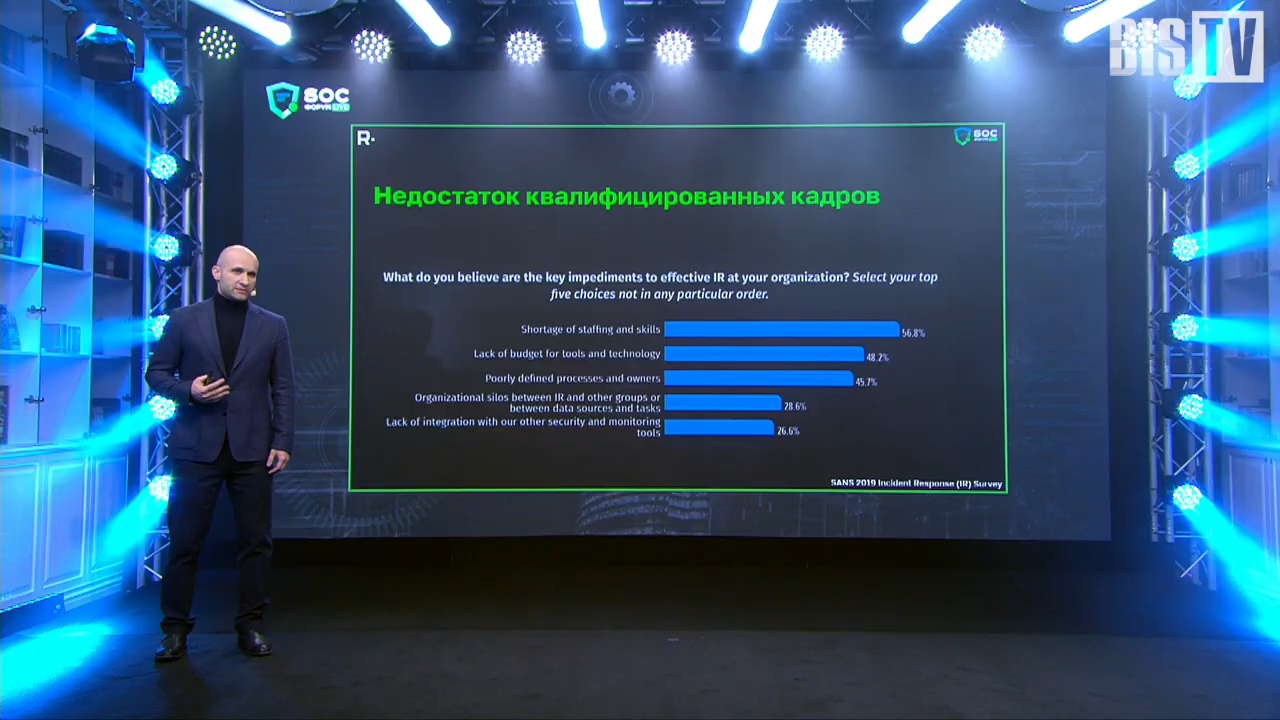 BIS TV
SOC
ФОРУМ LIVE
R·
SOC
Недостаток квалифицированных кадров
What do you believe are the key impediments to effective IR at your organization? Select your top
five choices not in any particular order.
Shortage of staffing and skills 56.8%
Lack of budget for tools and technology 48.2%
Poorly defined processes and owners 45.7%
Organizational silos between IR and other groups or
between data sources and tasks 28.6%
Lack of integration with our other security and monitoring
tools 26.6%
SANS 2019 Incident Response (IR) Survey